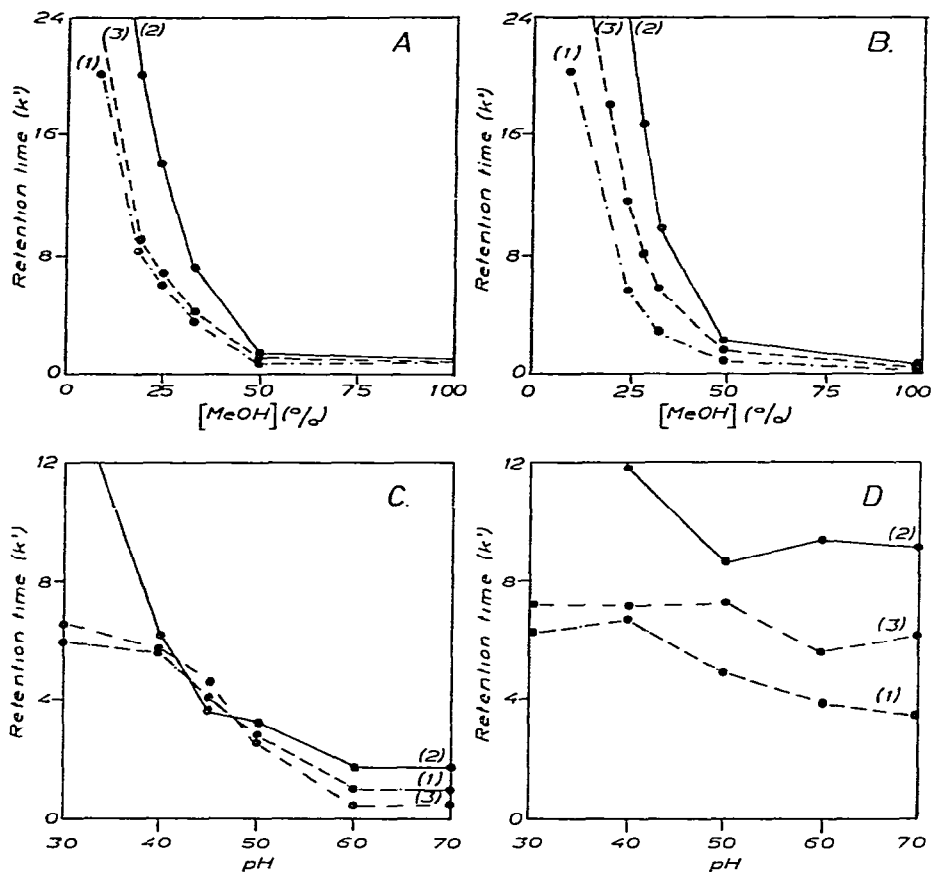 24
(3) (2)
(1)
A
16
8
0
0 25 50 75 100
[MeOH] (%)
Retention time (k')
24
(3) (2)
(1)
B.
16
8
0
0 25 50 75 100
[MeOH] (%)
Retention time (k')
12
C.
8
4
0
(2)
(1)
(3)
30 40 50 60 70
pH
Retention time (k')
12
D
8
4
0
(2)
(3)
(1)
30 40 50 60 70
pH
Retention time (k')